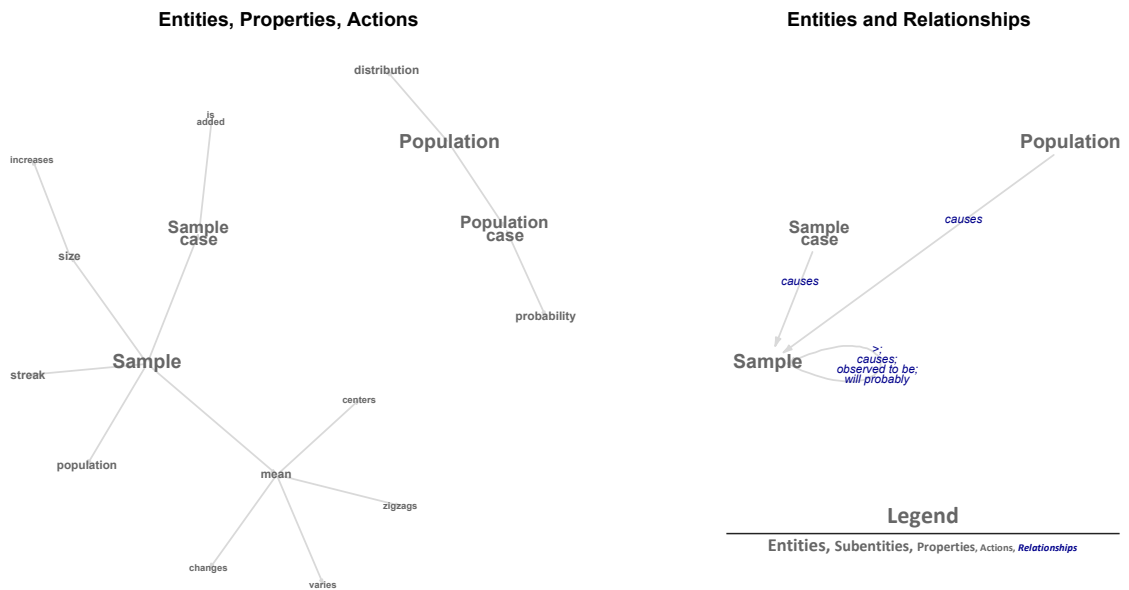 Entities, Properties, Actions
distribution
is
added
Population
increases
Sample
case
Population
case
size
probability
Sample
streak
centers
population
mean
zigzags
changes
varies
Entities and Relationships
Population
causes
Sample
case
causes
>;
causes;
Sample
observed to be;
will probably
Legend
Entities, Subentities, Properties, Actions, Relationships